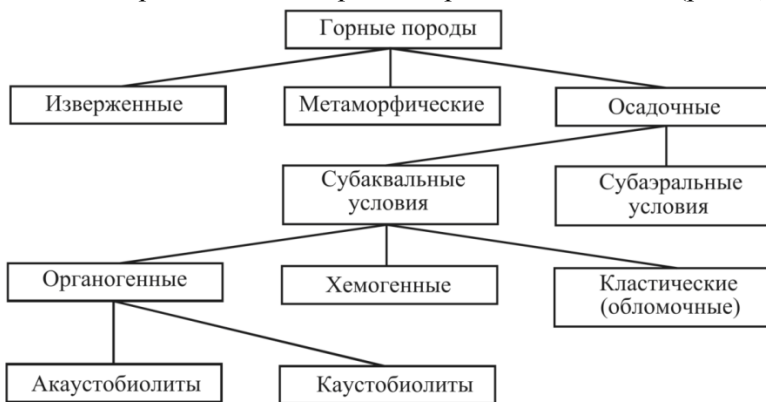 Горные породы
Изверженные
Метаморфические
Осадочные
Субаквальные
условия
Субаэральные
условия
Органогенные
Хемогенные
Кластические
(обломочные)
Акаустобиолиты
Каустобиолиты